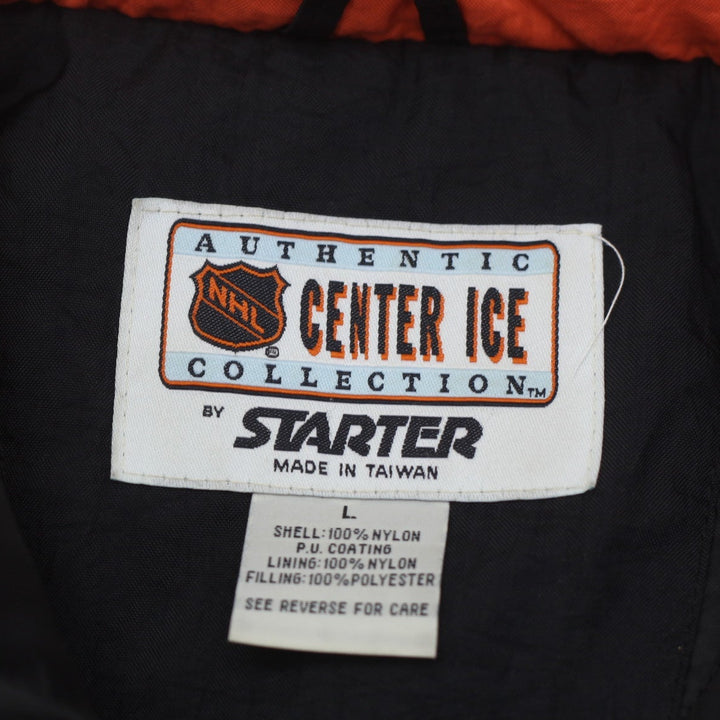 AUTHENTIC
NHL
CENTER ICE
COLLECTION™
BY STARTER
MADE IN TAIWAN
L
SHELL:100% NYLON
P.U. COATING
LINING:100% NYLON
FILLING:100% POLYESTER
SEE REVERSE FOR CARE